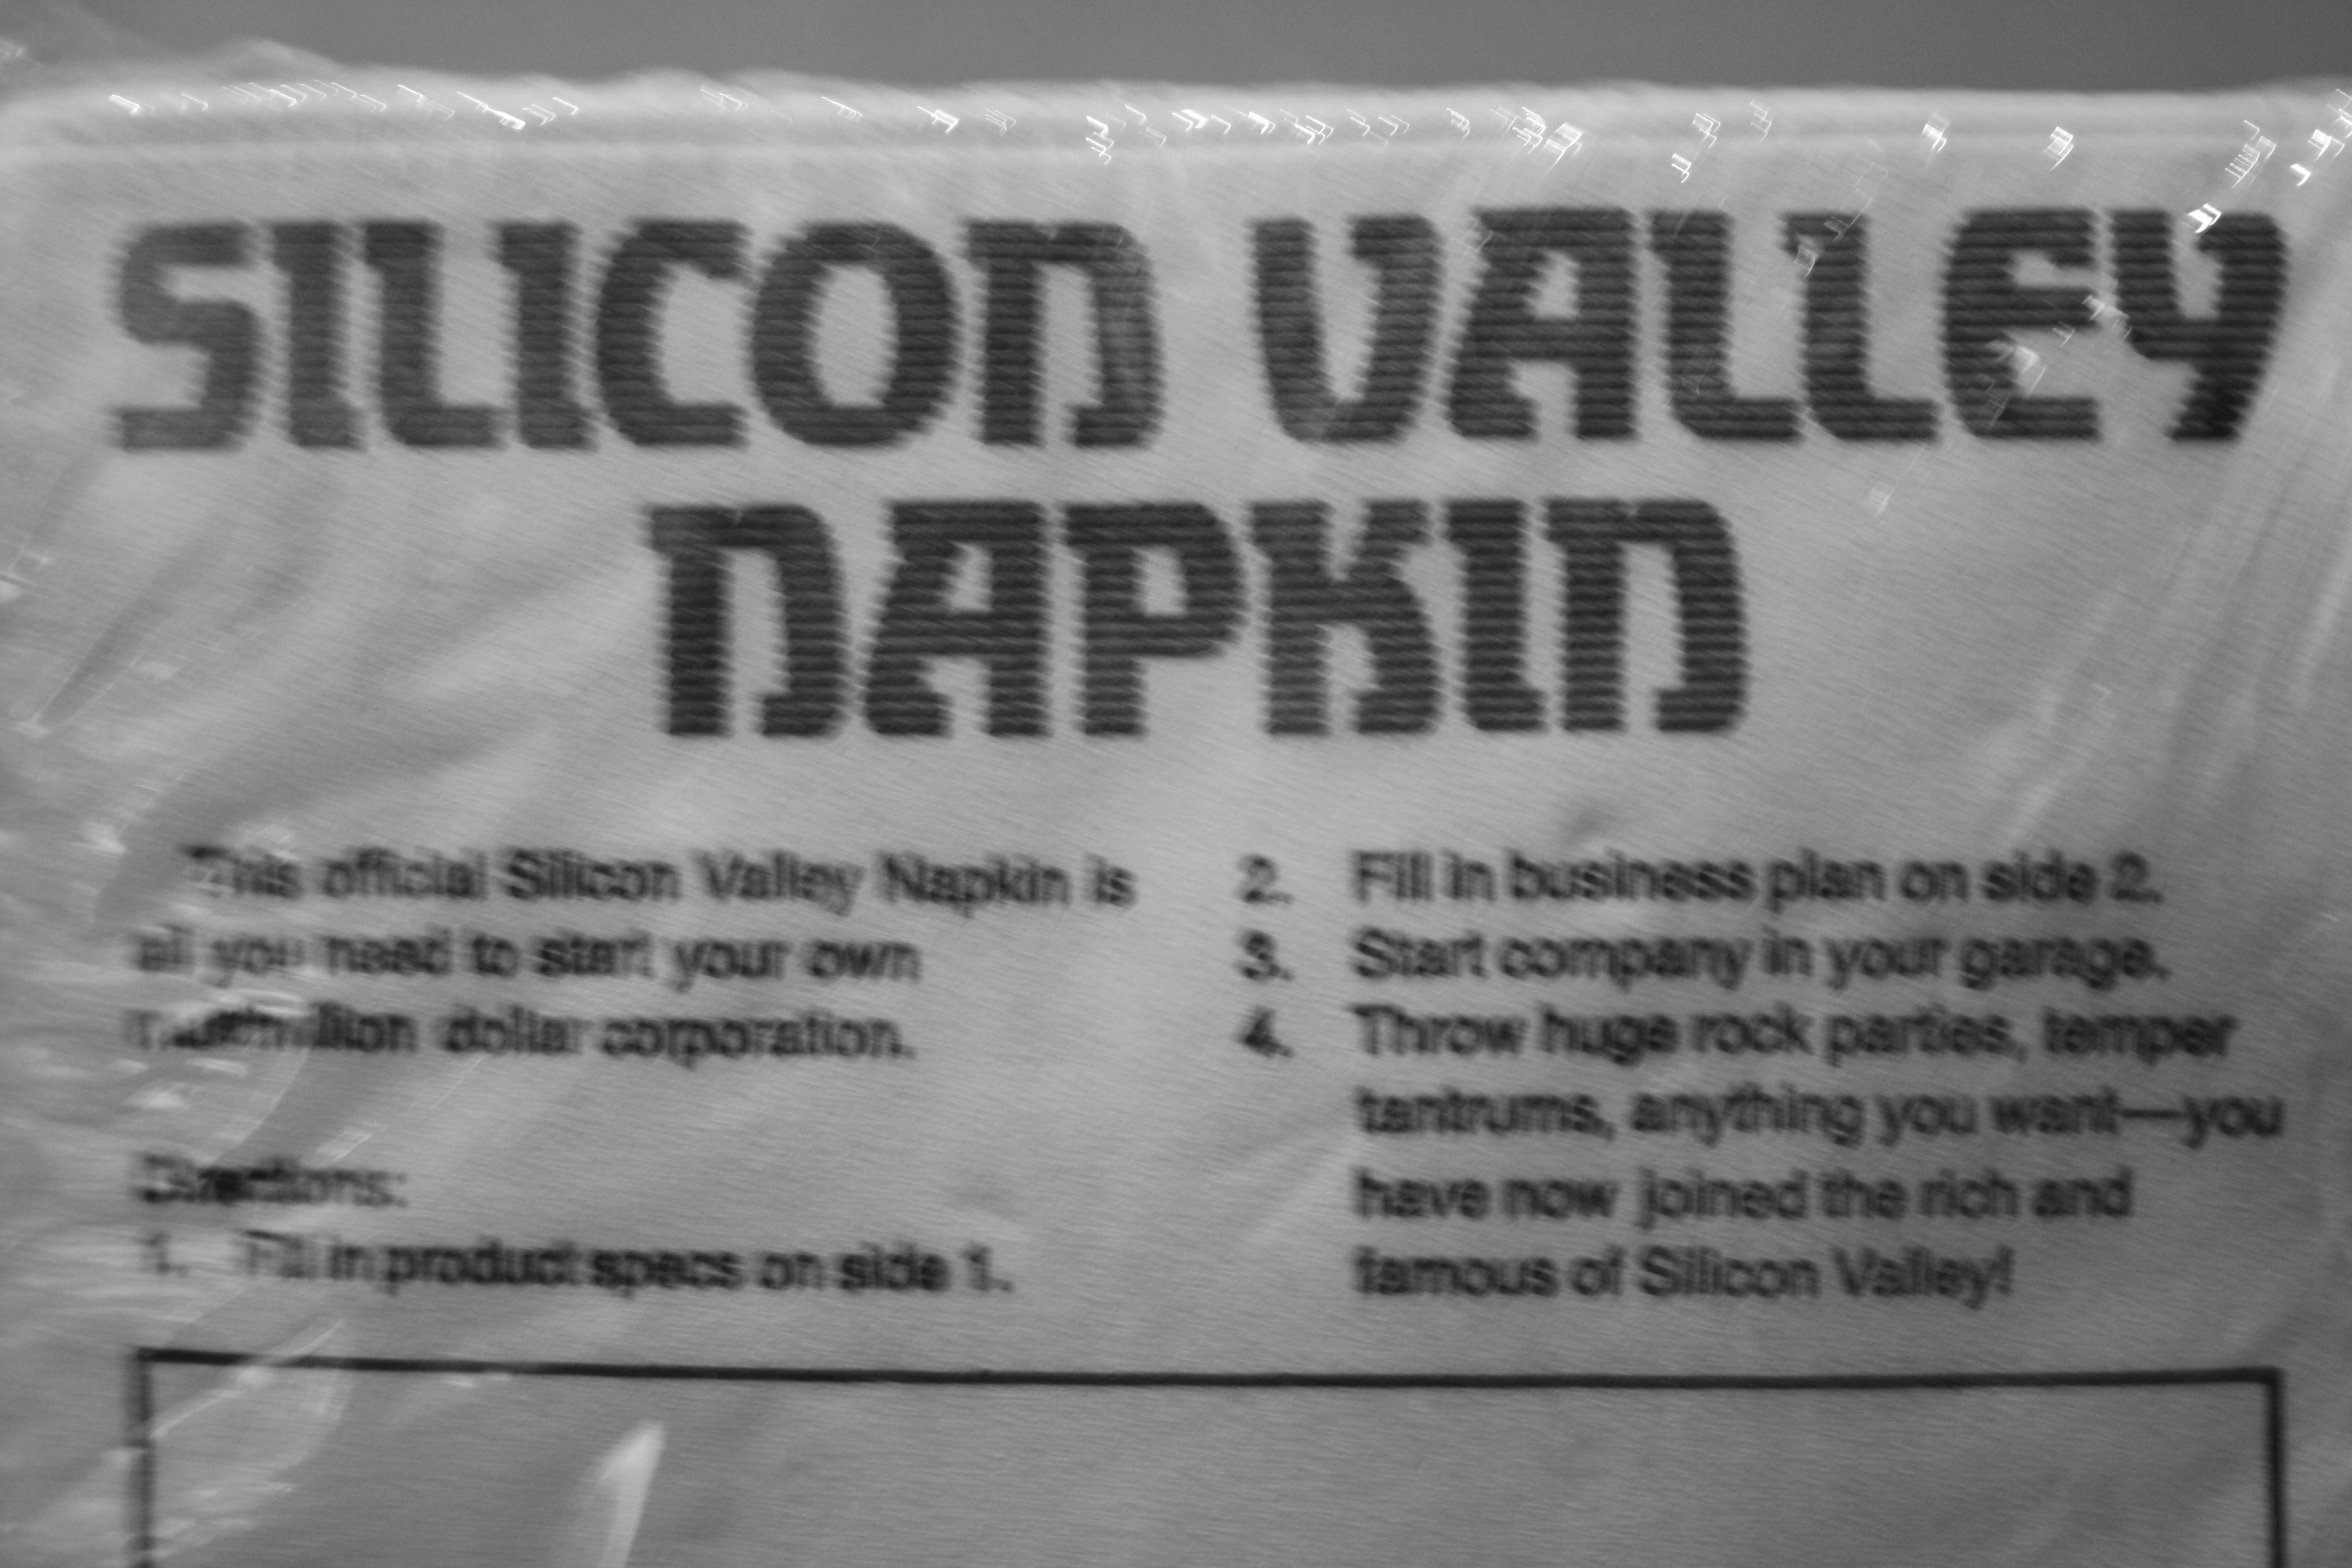 SILICON VALLEY
NAPKIN
This official Silicon Valley Napkin is
all you need to start your own
multimillion dollar corporation.
Directions:
1. Fill in product specs on side 1.
2. Fill in business plan on side 2.
3. Start company in your garage.
4. Throw huge rock parties, temper
tantrums, anything you want—you
have now joined the rich and
famous of Silicon Valley!